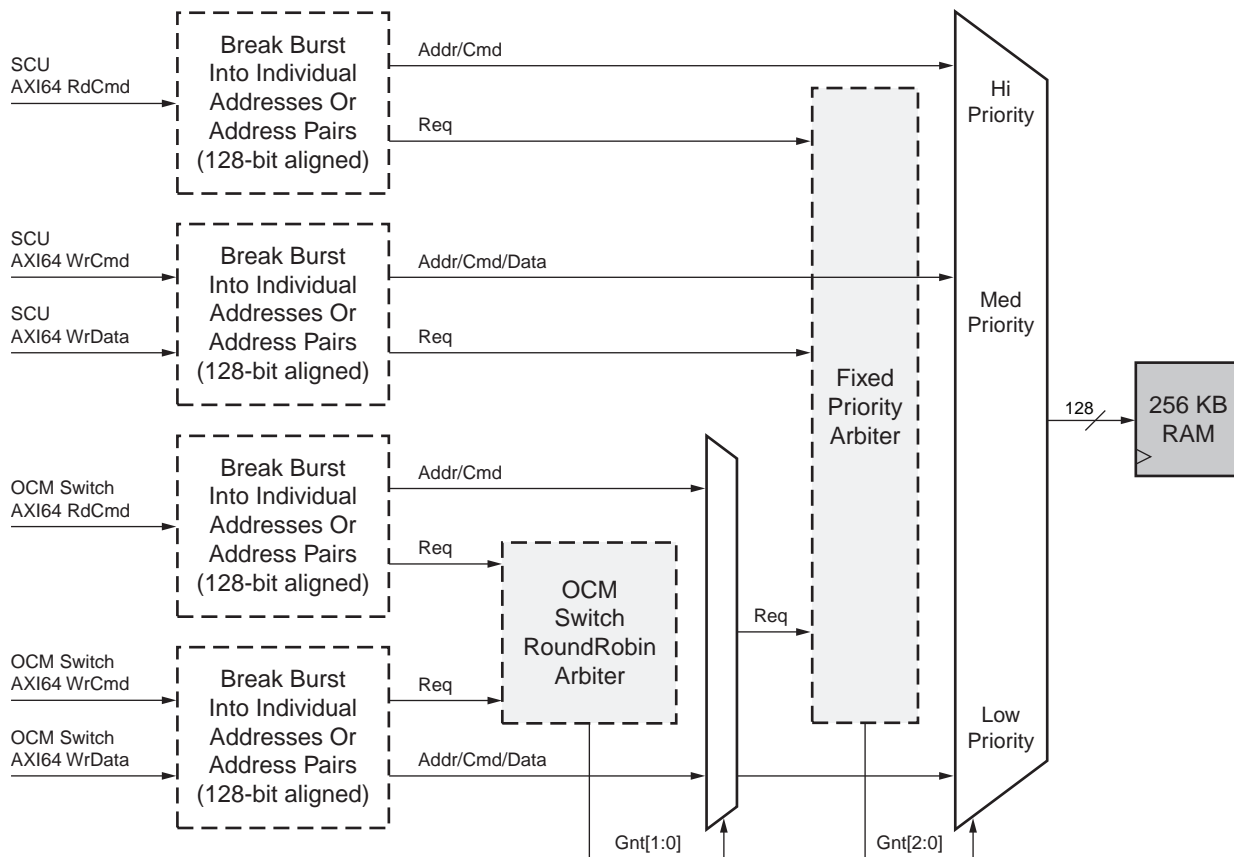 SCU
AXI64 RdCmd
Break Burst
Into Individual
Addresses Or
Address Pairs
(128-bit aligned)
Addr/Cmd
Req
Hi
Priority
SCU
AXI64 WrCmd
SCU
AXI64 WrData
Break Burst
Into Individual
Addresses Or
Address Pairs
(128-bit aligned)
Addr/Cmd/Data
Req
Med
Priority
Fixed
Priority
Arbiter
128
256 KB
RAM
OCM Switch
AXI64 RdCmd
Break Burst
Into Individual
Addresses Or
Address Pairs
(128-bit aligned)
Addr/Cmd
Req
OCM
Switch
RoundRobin
Arbiter
Req
OCM Switch
AXI64 WrCmd
OCM Switch
AXI64 WrData
Break Burst
Into Individual
Addresses Or
Address Pairs
(128-bit aligned)
Req
Addr/Cmd/Data
Low
Priority
Gnt[1:0]
Gnt[2:0]